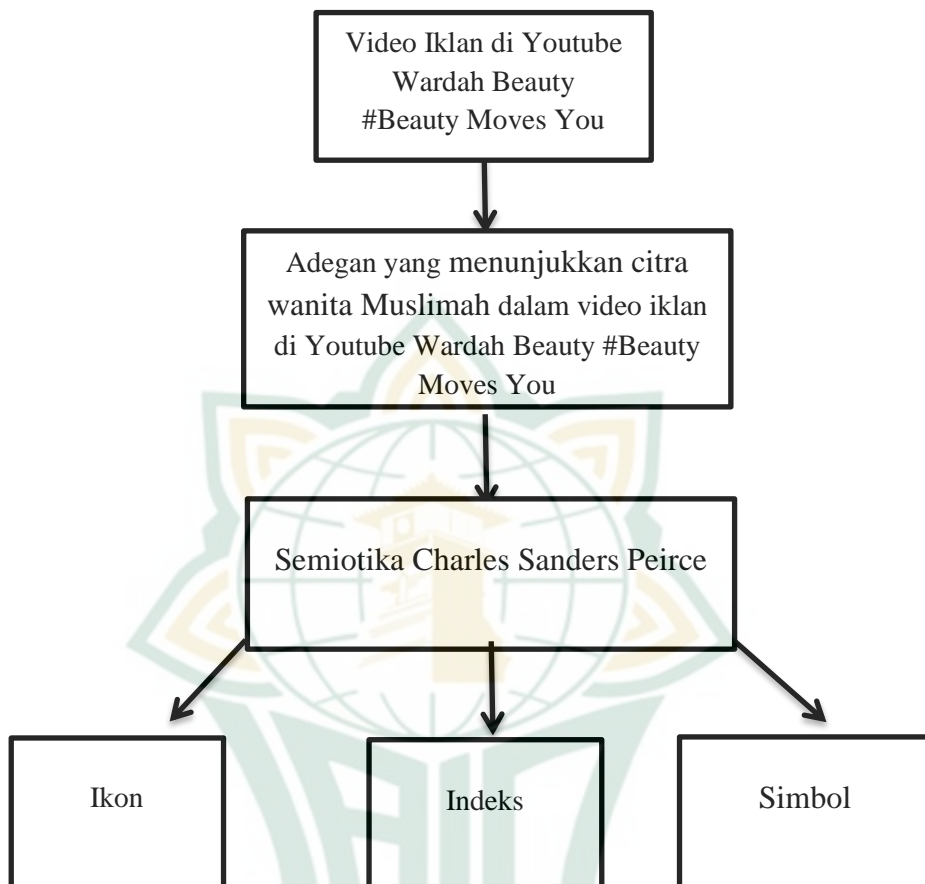 Video Iklan di Youtube
Wardah Beauty
#Beauty Moves You
Adegan yang menunjukkan citra
wanita Muslimah dalam video iklan
di Youtube Wardah Beauty #Beauty
Moves You
Semiotika Charles Sanders Peirce
Ikon
Indeks
Simbol